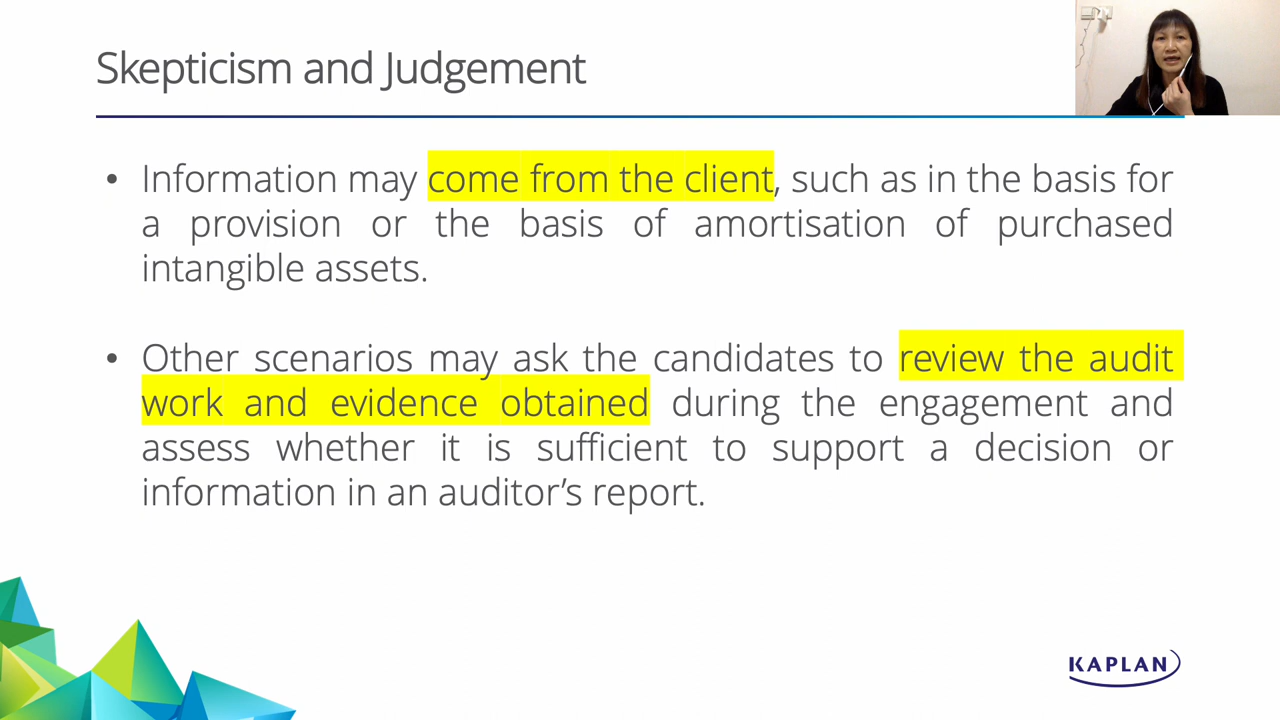 Skepticism and Judgement
• Information may come from the client, such as in the basis for
a provision or the basis of amortisation of purchased
intangible assets.
• Other scenarios may ask the candidates to review the audit
work and evidence obtained during the engagement and
assess whether it is sufficient to support a decision or
information in an auditor’s report.
KAPLAN